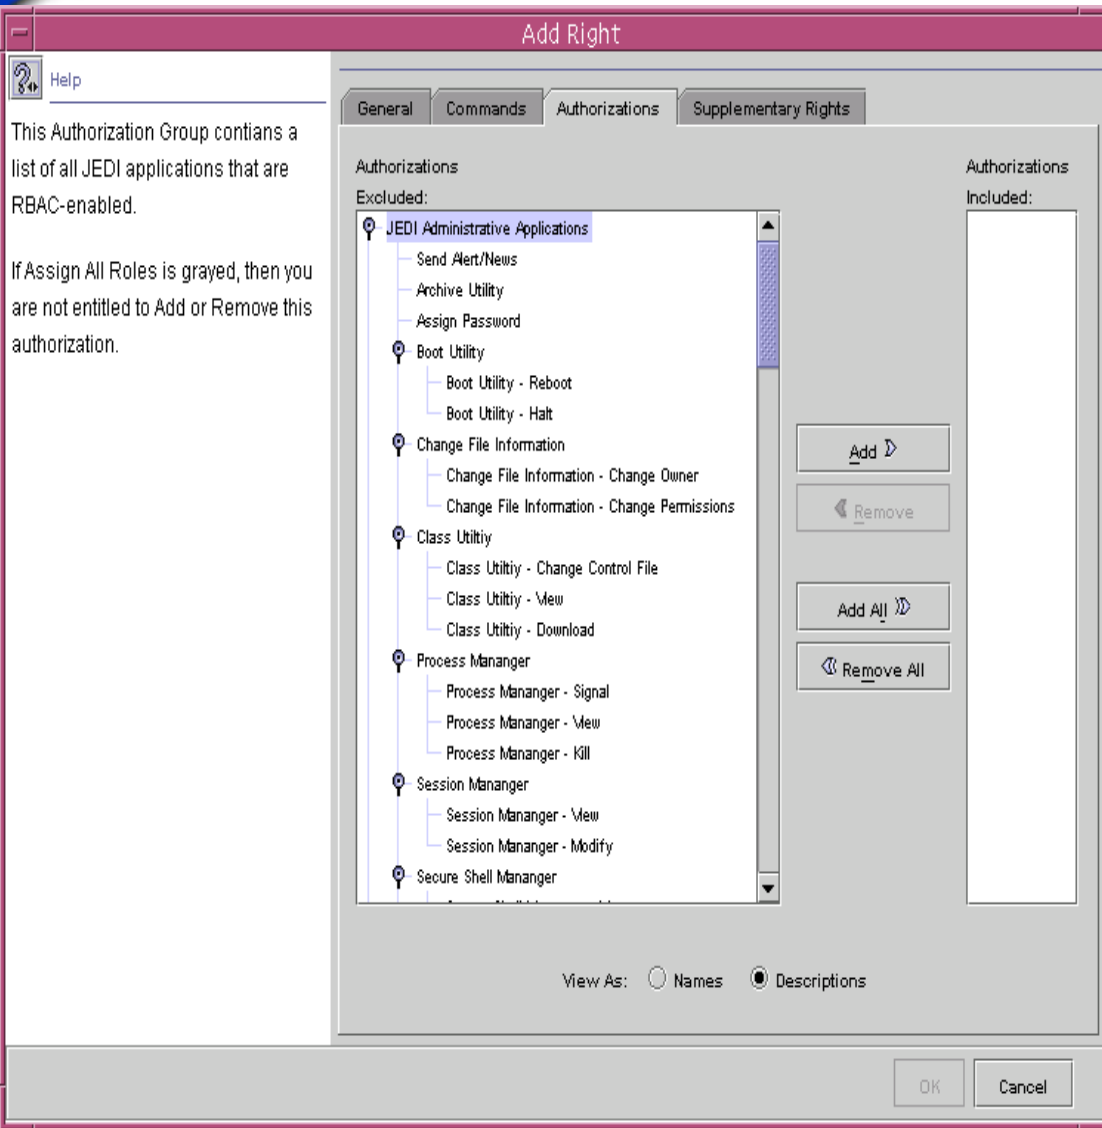 Add Right
Help
This Authorization Group contians a
list of all JEDI applications that are
RBAC-enabled.
If Assign All Roles is grayed, then you
are not entitled to Add or Remove this
authorization.
General
Commands
Authorizations
Supplementary Rights
Authorizations
Excluded:
JEDI Administrative Applications
Send Alert/News
Archive Utility
Assign Password
Boot Utility
Boot Utility - Reboot
Boot Utility - Halt
Change File Information
Change File Information - Change Owner
Change File Information - Change Permissions
Class Utiltiy
Class Utiltiy - Change Control File
Class Utiltiy - View
Class Utiltiy - Download
Process Mananger
Process Mananger - Signal
Process Mananger - View
Process Mananger - Kill
Session Mananger
Session Mananger - View
Session Mananger - Modify
Secure Shell Mananger
Add
Remove
Add All
Remove All
Authorizations
Included:
View As:
Names
Descriptions
OK
Cancel